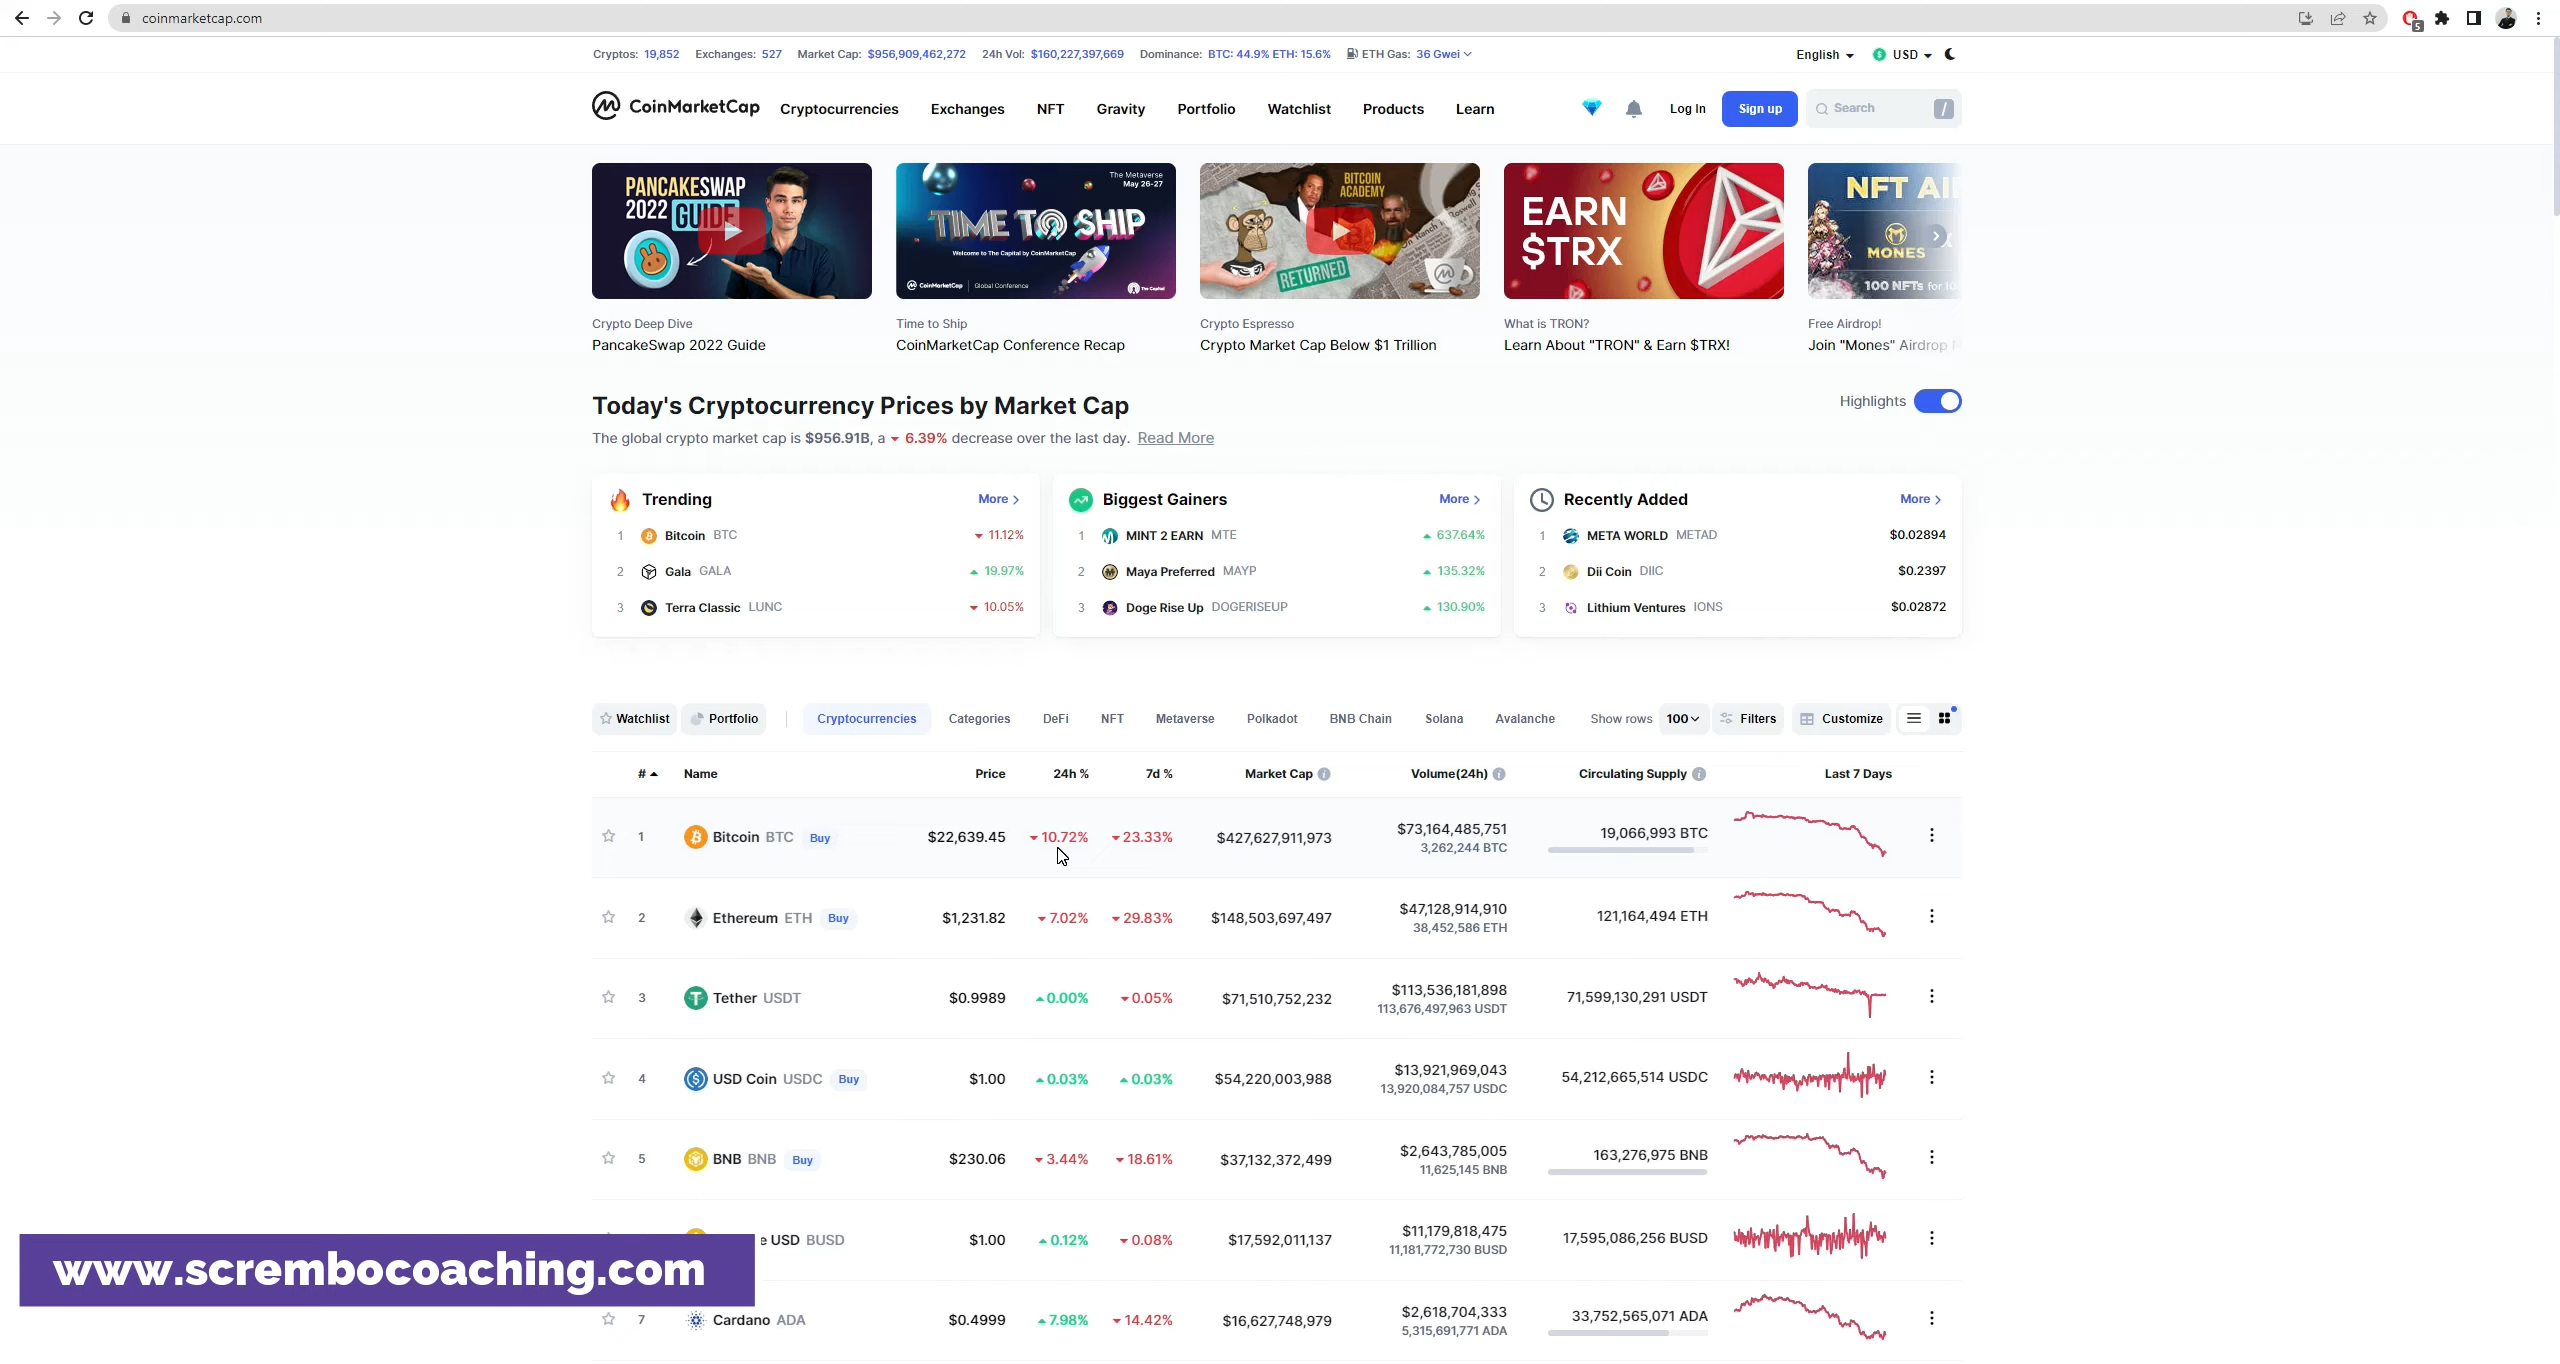 coinmarketcap.com
5
Cryptos: 19,852 Exchanges: 527 Market Cap: $956,909,462,272 24h Vol: $160,227,397,669 Dominance: BTC: 44.9% ETH: 15.6% ETH Gas: 36 Gwei
English USD
CoinMarketCap Cryptocurrencies Exchanges NFT Gravity Portfolio Watchlist Products Learn Log In Sign up Search /
PANCAKESWAP
2022 GUIDE
The Metaverse
May 26-27
TIME TO SHIP
Welcome to The Capital by CoinMarketCap
CoinMarketCap Global Conference The Capital
BITCOIN
ACADEMY
RETURNED
EARN
$TRX
NFT AI
MONES
100 NFTs for 10
Crypto Deep Dive
PancakeSwap 2022 Guide
Time to Ship
CoinMarketCap Conference Recap
Crypto Espresso
Crypto Market Cap Below $1 Trillion
What is TRON?
Learn About "TRON" & Earn $TRX!
Free Airdrop!
Join "Mones" Airdrop
Today's Cryptocurrency Prices by Market Cap
Highlights
The global crypto market cap is $956.91B, a 6.39% decrease over the last day. Read More
Trending More
1 Bitcoin BTC 11.12%
2 Gala GALA 19.97%
3 Terra Classic LUNC 10.05%
Biggest Gainers More
1 MINT 2 EARN MTE 637.64%
2 Maya Preferred MAYP 135.32%
3 Doge Rise Up DOGERISEUP 130.90%
Recently Added More
1 META WORLD METAD $0.02894
2 Dii Coin DIIC $0.2397
3 Lithium Ventures IONS $0.02872
Watchlist Portfolio Cryptocurrencies Categories DeFi NFT Metaverse Polkadot BNB Chain Solana Avalanche Show rows 100 Filters Customize
# Name Price 24h % 7d % Market Cap Volume(24h) Circulating Supply Last 7 Days
1 Bitcoin BTC Buy $22,639.45 10.72% 23.33% $427,627,911,973 $73,164,485,751 19,066,993 BTC
3,262,244 BTC
2 Ethereum ETH Buy $1,231.82 7.02% 29.83% $148,503,697,497 $47,128,914,910 121,164,494 ETH
38,452,586 ETH
3 Tether USDT $0.9989 0.00% 0.05% $71,510,752,232 $113,536,181,898 71,599,130,291 USDT
113,676,497,963 USDT
4 USD Coin USDC Buy $1.00 0.03% 0.03% $54,220,003,988 $13,921,969,043 54,212,665,514 USDC
13,920,084,757 USDC
5 BNB BNB Buy $230.06 3.44% 18.61% $37,132,372,499 $2,643,785,005 163,276,975 BNB
11,625,145 BNB
e USD BUSD $1.00 0.12% 0.08% $17,592,011,137 $11,179,818,475 17,595,086,256 BUSD
11,181,772,730 BUSD
www.scrembocoaching.com
7 Cardano ADA $0.4999 7.98% 14.42% $16,627,748,979 $2,618,704,333 33,752,565,071 ADA
5,315,691,771 ADA